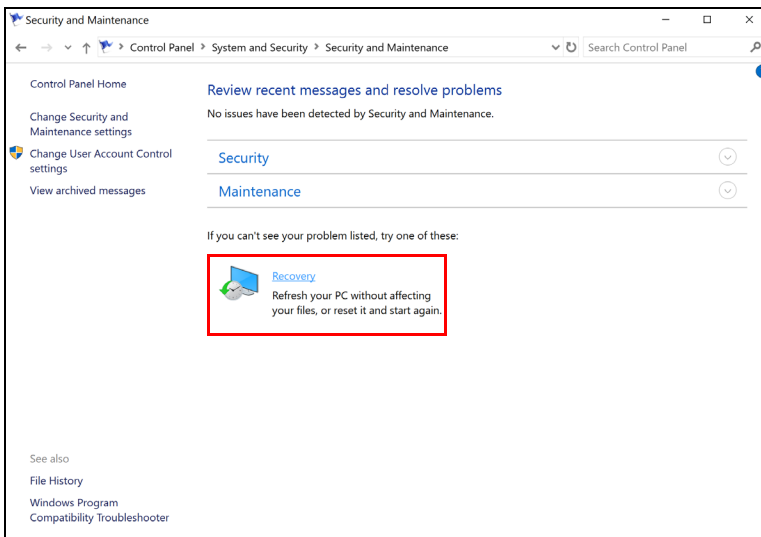 Security and Maintenance
Control Panel > System and Security > Security and Maintenance
Search Control Panel
Control Panel Home
Change Security and
Maintenance settings
Change User Account Control
settings
View archived messages
Review recent messages and resolve problems
No issues have been detected by Security and Maintenance.
Security
Maintenance
If you can't see your problem listed, try one of these:
Recovery
Refresh your PC without affecting
your files, or reset it and start again.
See also
File History
Windows Program
Compatibility Troubleshooter